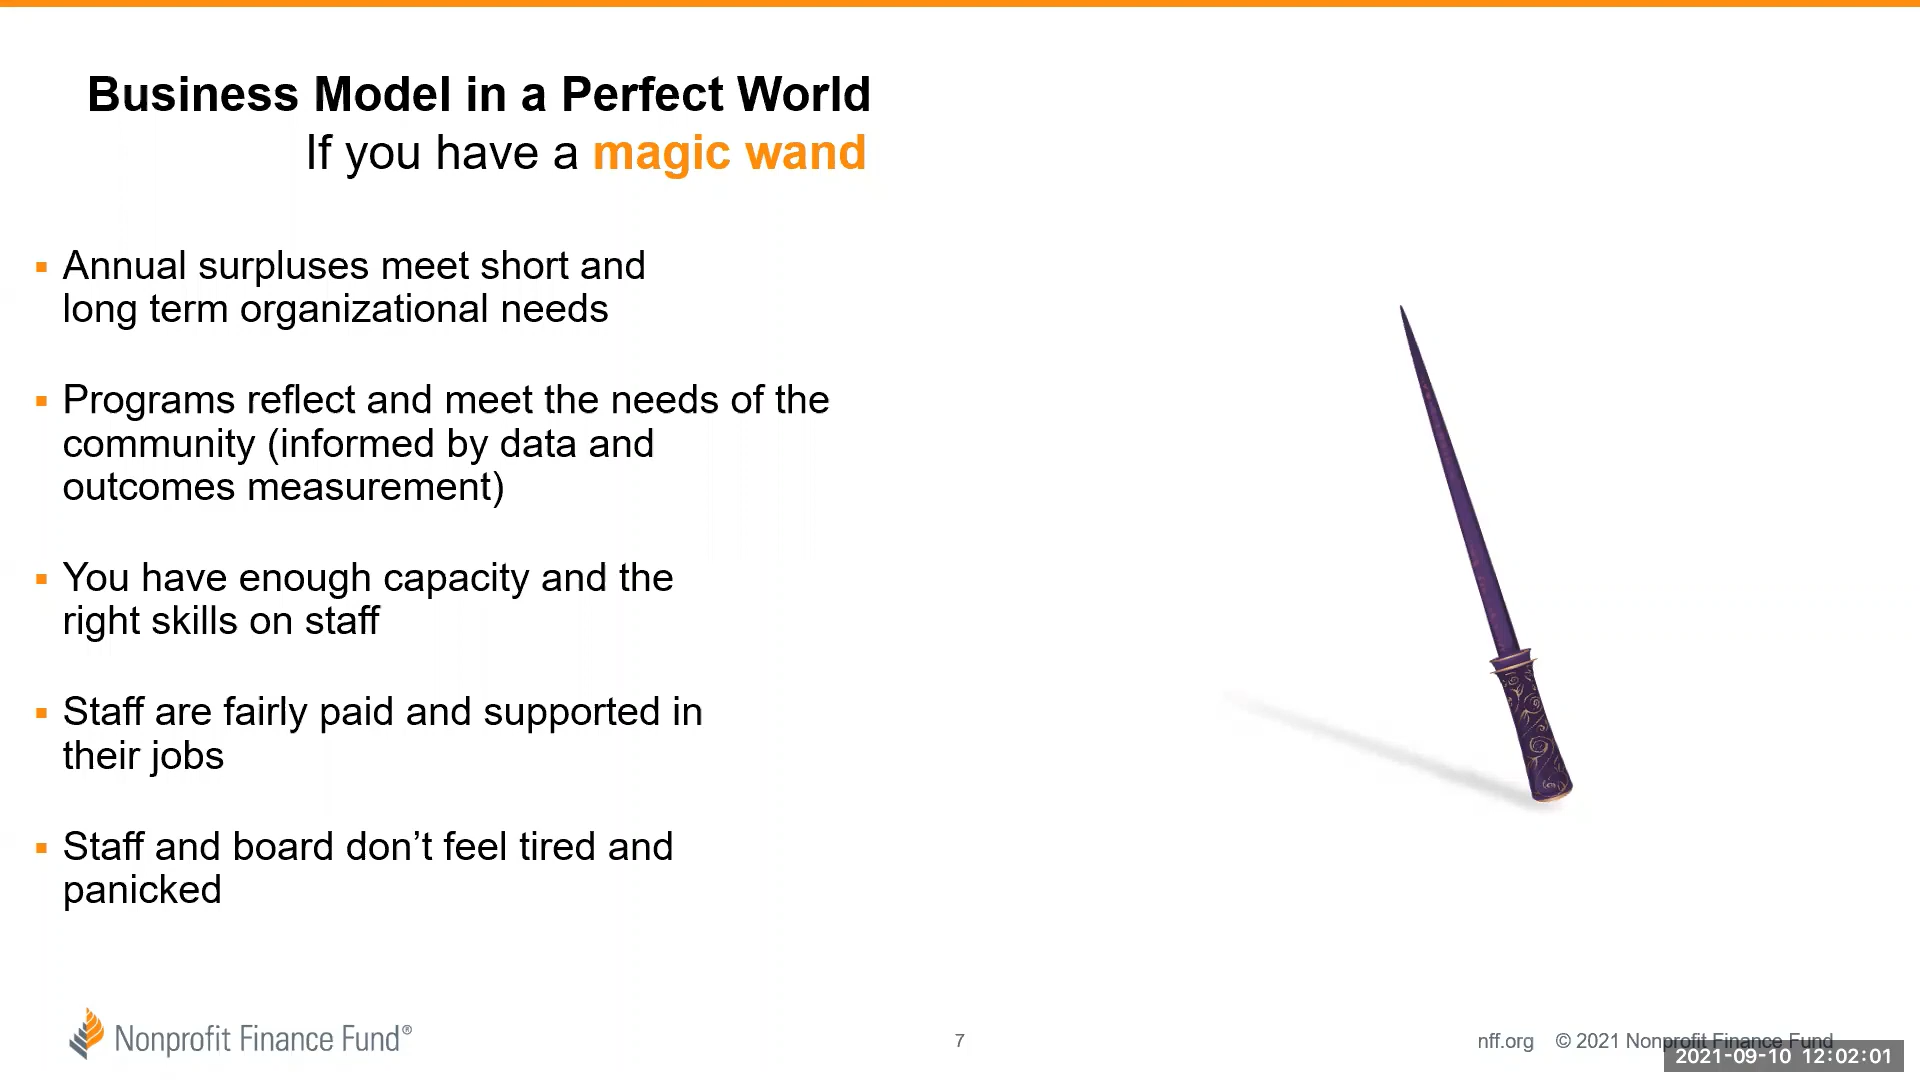 Business Model in a Perfect World
If you have a magic wand
▪ Annual surpluses meet short and
long term organizational needs
▪ Programs reflect and meet the needs of the
community (informed by data and
outcomes measurement)
▪ You have enough capacity and the
right skills on staff
▪ Staff are fairly paid and supported in
their jobs
▪ Staff and board don’t feel tired and
panicked
Nonprofit Finance Fund®
7
nff.org © 2021 Nonprofit Finance Fund
2021-09-10 12:02:01